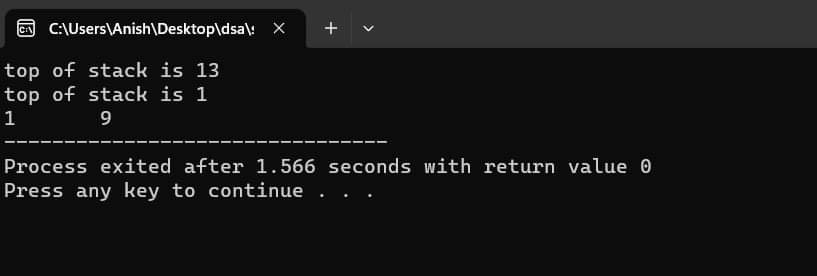 C:\Users\Anish\Desktop\dsa\s
top of stack is 13
top of stack is 1
1       9
--------------------------------
Process exited after 1.566 seconds with return value 0
Press any key to continue . . .